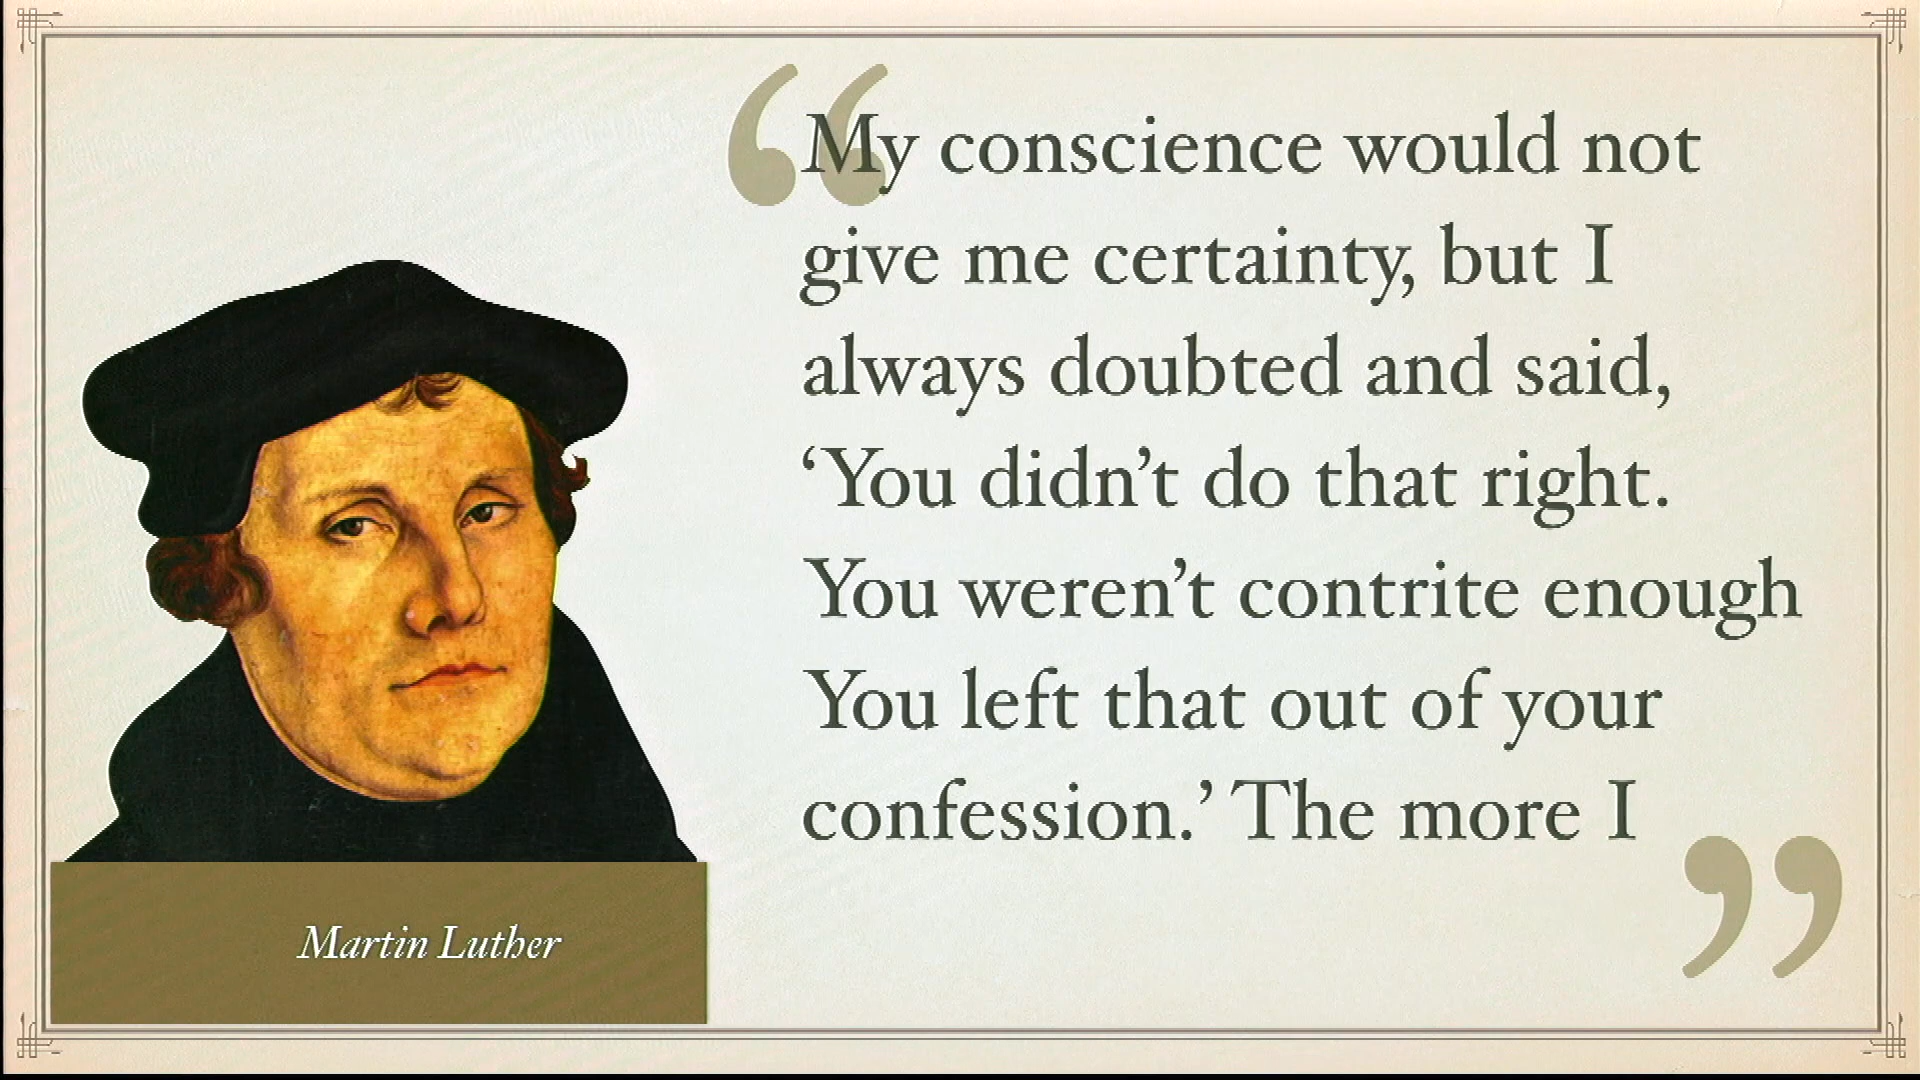 “My conscience would not
give me certainty, but I
always doubted and said,
‘You didn’t do that right.
You weren’t contrite enough
You left that out of your
confession.’ The more I
”
Martin Luther